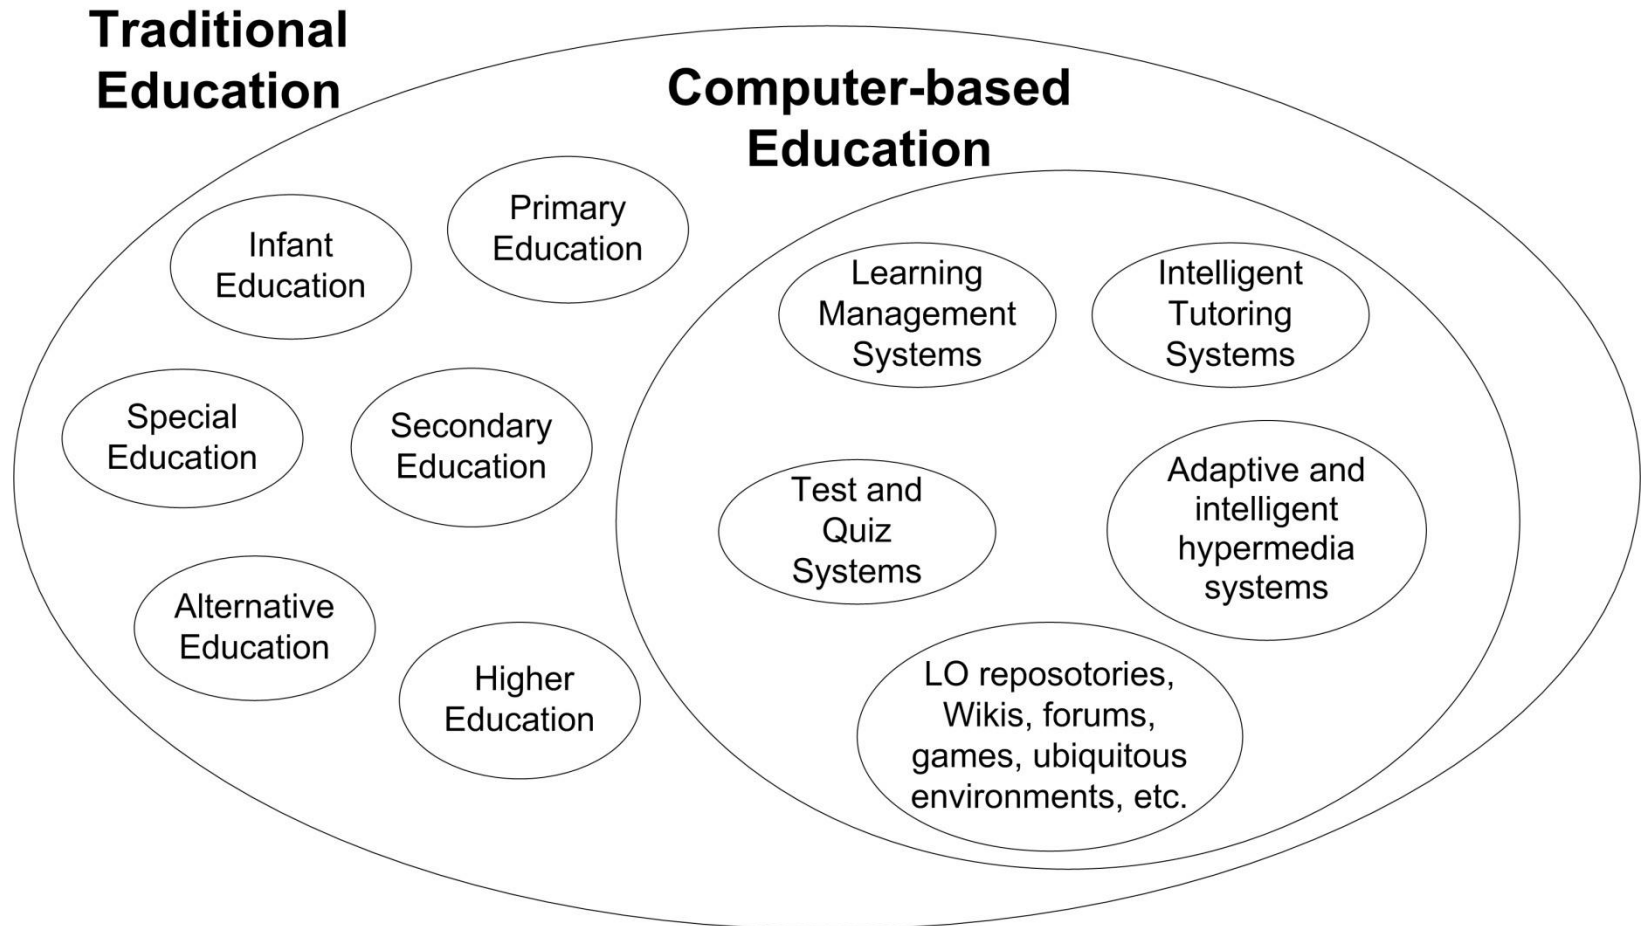 Traditional
Education
Computer-based
Education
Infant
Education
Primary
Education
Special
Education
Secondary
Education
Alternative
Education
Higher
Education
Learning
Management
Systems
Intelligent
Tutoring
Systems
Test and
Quiz
Systems
Adaptive and
intelligent
hypermedia
systems
LO reposotories,
Wikis, forums,
games, ubiquitous
environments, etc.